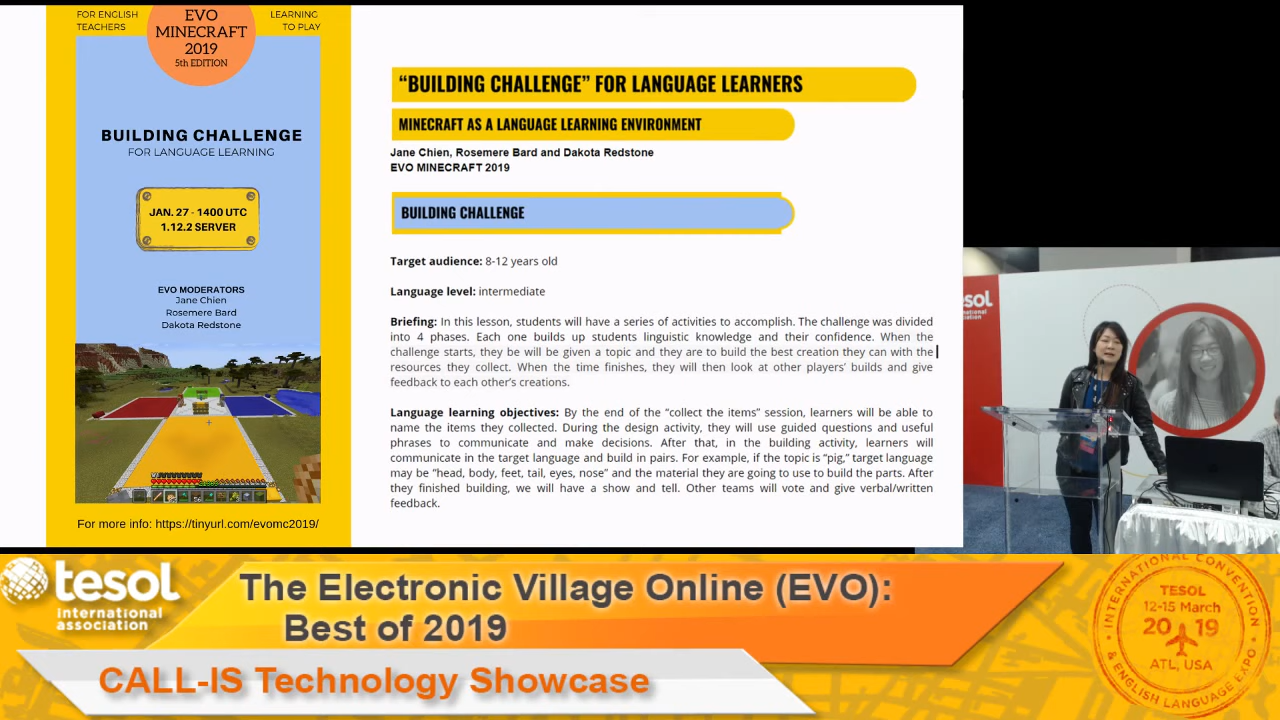 FOR ENGLISH
TEACHERS
EVO
MINECRAFT
2019
5th EDITION
LEARNING
TO PLAY
BUILDING CHALLENGE
FOR LANGUAGE LEARNING
JAN. 27 - 1400 UTC
1.12.2 SERVER
EVO MODERATORS
Jane Chien
Rosemere Bard
Dakota Redstone
For more info: https://tinyurl.com/evomc2019/
“BUILDING CHALLENGE” FOR LANGUAGE LEARNERS
MINECRAFT AS A LANGUAGE LEARNING ENVIRONMENT
Jane Chien, Rosemere Bard and Dakota Redstone
EVO MINECRAFT 2019
BUILDING CHALLENGE
Target audience: 8-12 years old
Language level: intermediate
Briefing: In this lesson, students will have a series of activities to accomplish. The challenge was divided
into 4 phases. Each one builds up students linguistic knowledge and their confidence. When the
challenge starts, they be will be given a topic and they are to build the best creation they can with the
resources they collect. When the time finishes, they will then look at other players’ builds and give
feedback to each other’s creations.
Language learning objectives: By the end of the “collect the items” session, learners will be able to
name the items they collected. During the design activity, they will use guided questions and useful
phrases to communicate and make decisions. After that, in the building activity, learners will
communicate in the target language and build in pairs. For example, if the topic is “pig,” target language
may be “head, body, feet, tail, eyes, nose” and the material they are going to use to build the parts. After
they finished building, we will have a show and tell. Other teams will vote and give verbal/written
feedback.
tesol
international
association
The Electronic Village Online (EVO):
Best of 2019
CALL-IS Technology Showcase
INTERNATIONAL CONVENTION
TESOL
12-15 March
20 19
ATL, USA
& ENGLISH LANGUAGE EXPO